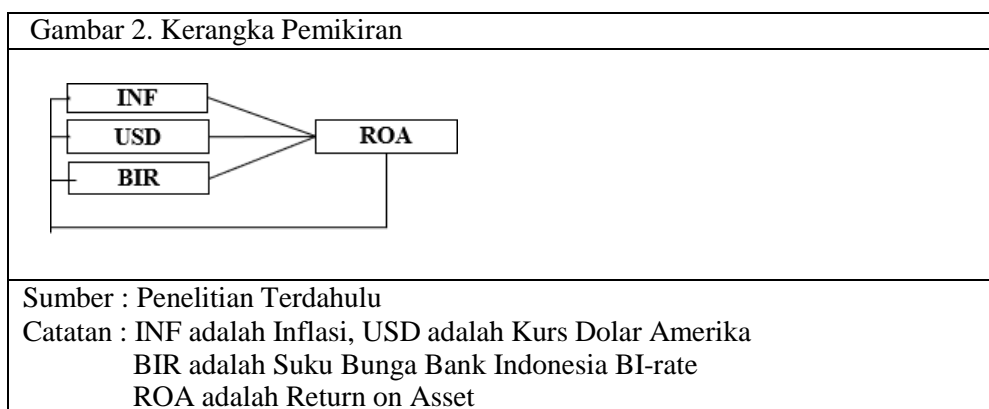 Gambar 2. Kerangka Pemikiran
INF
USD
ROA
BIR
Sumber : Penelitian Terdahulu
Catatan : INF adalah Inflasi, USD adalah Kurs Dolar Amerika
BIR adalah Suku Bunga Bank Indonesia BI-rate
ROA adalah Return on Asset